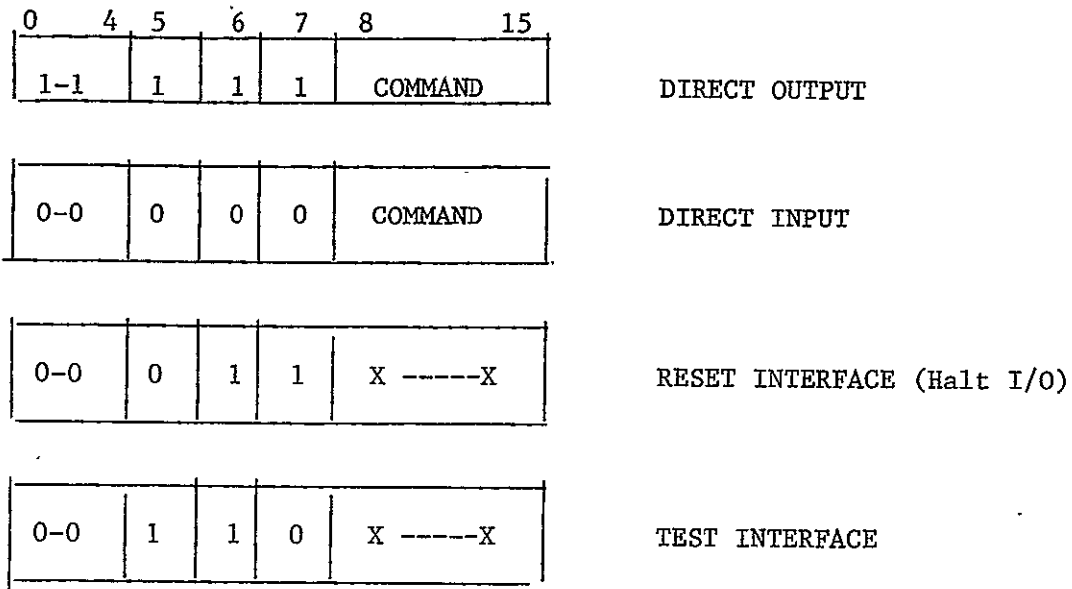 0 4 5 6 7 8 15
1-1 1 1 1 COMMAND DIRECT OUTPUT
0-0 0 0 0 COMMAND DIRECT INPUT
0-0 0 1 1 X -----X RESET INTERFACE (Halt I/O)
0-0 1 1 0 X -----X TEST INTERFACE